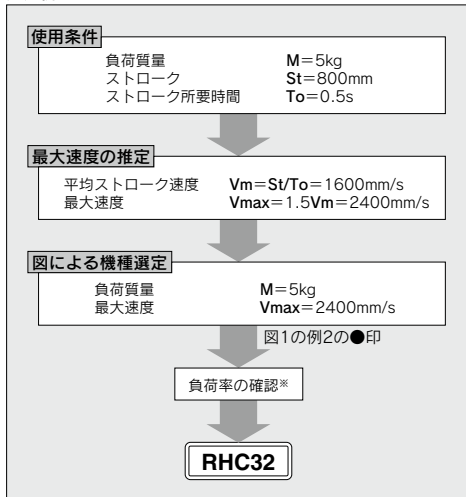 使用条件
負荷質量 M=5kg
ストローク St=800mm
ストローク所要時間 To=0.5s
最大速度の推定
平均ストローク速度 Vm=St/To=1600mm/s
最大速度 Vmax=1.5Vm=2400mm/s
図による機種選定
負荷質量 M=5kg
最大速度 Vmax=2400mm/s
図1の例2の●印
負荷率の確認※
RHC32